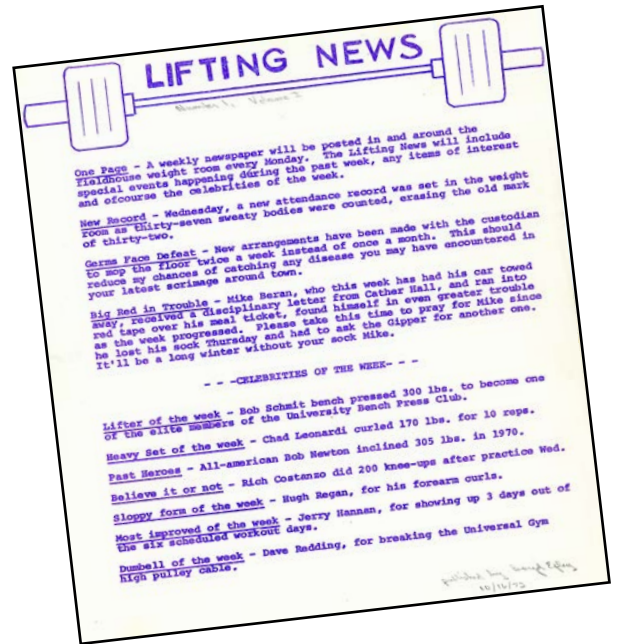 LIFTING NEWS
Number 1, Volume 1
One Page - A weekly newspaper will be posted in and around the
fieldhouse weight room every Monday. The Lifting News will include
special events happening during the past week, any items of interest
and ofcourse the celebrities of the week.
New Record - Wednesday, a new attendance record was set in the weight
room as thirty-seven sweaty bodies were counted, erasing the old mark
of thirty-two.
Germs Face Defeat - New arrangements have been made with the custodian
to mop the floor twice a week instead of once a month. This should
reduce my chances of catching any disease you may have encountered in
your latest scrimage around town.
Big Red in Trouble - Mike Beran, who this week has had his car towed
away, received a disciplinary letter from Cather Hall, and ran into
red tape over his meal ticket, found himself in even greater trouble
as the week progressed. Please take this time to pray for Mike since
he lost his sock Thursday and had to ask the Gipper for another one.
It'll be a long winter without your sock Mike.
- - -CELEBRITIES OF THE WEEK- - -
Lifter of the week - Bob Schmit bench pressed 300 lbs. to become one
of the elite members of the University Bench Press Club.
Heavy Set of the week - Chad Leonardi curled 170 lbs. for 10 reps.
Past Heroes - All-american Bob Newton inclined 305 lbs. in 1970.
Believe it or not - Rich Costanzo did 200 knee-ups after practice Wed.
Sloppy form of the week - Hugh Regan, for his forearm curls.
Most improved of the week - Jerry Hannan, for showing up 3 days out of
the six scheduled workout days.
Dumbell of the week - Dave Redding, for breaking the Universal Gym
high pulley cable.
published by
10/16/72